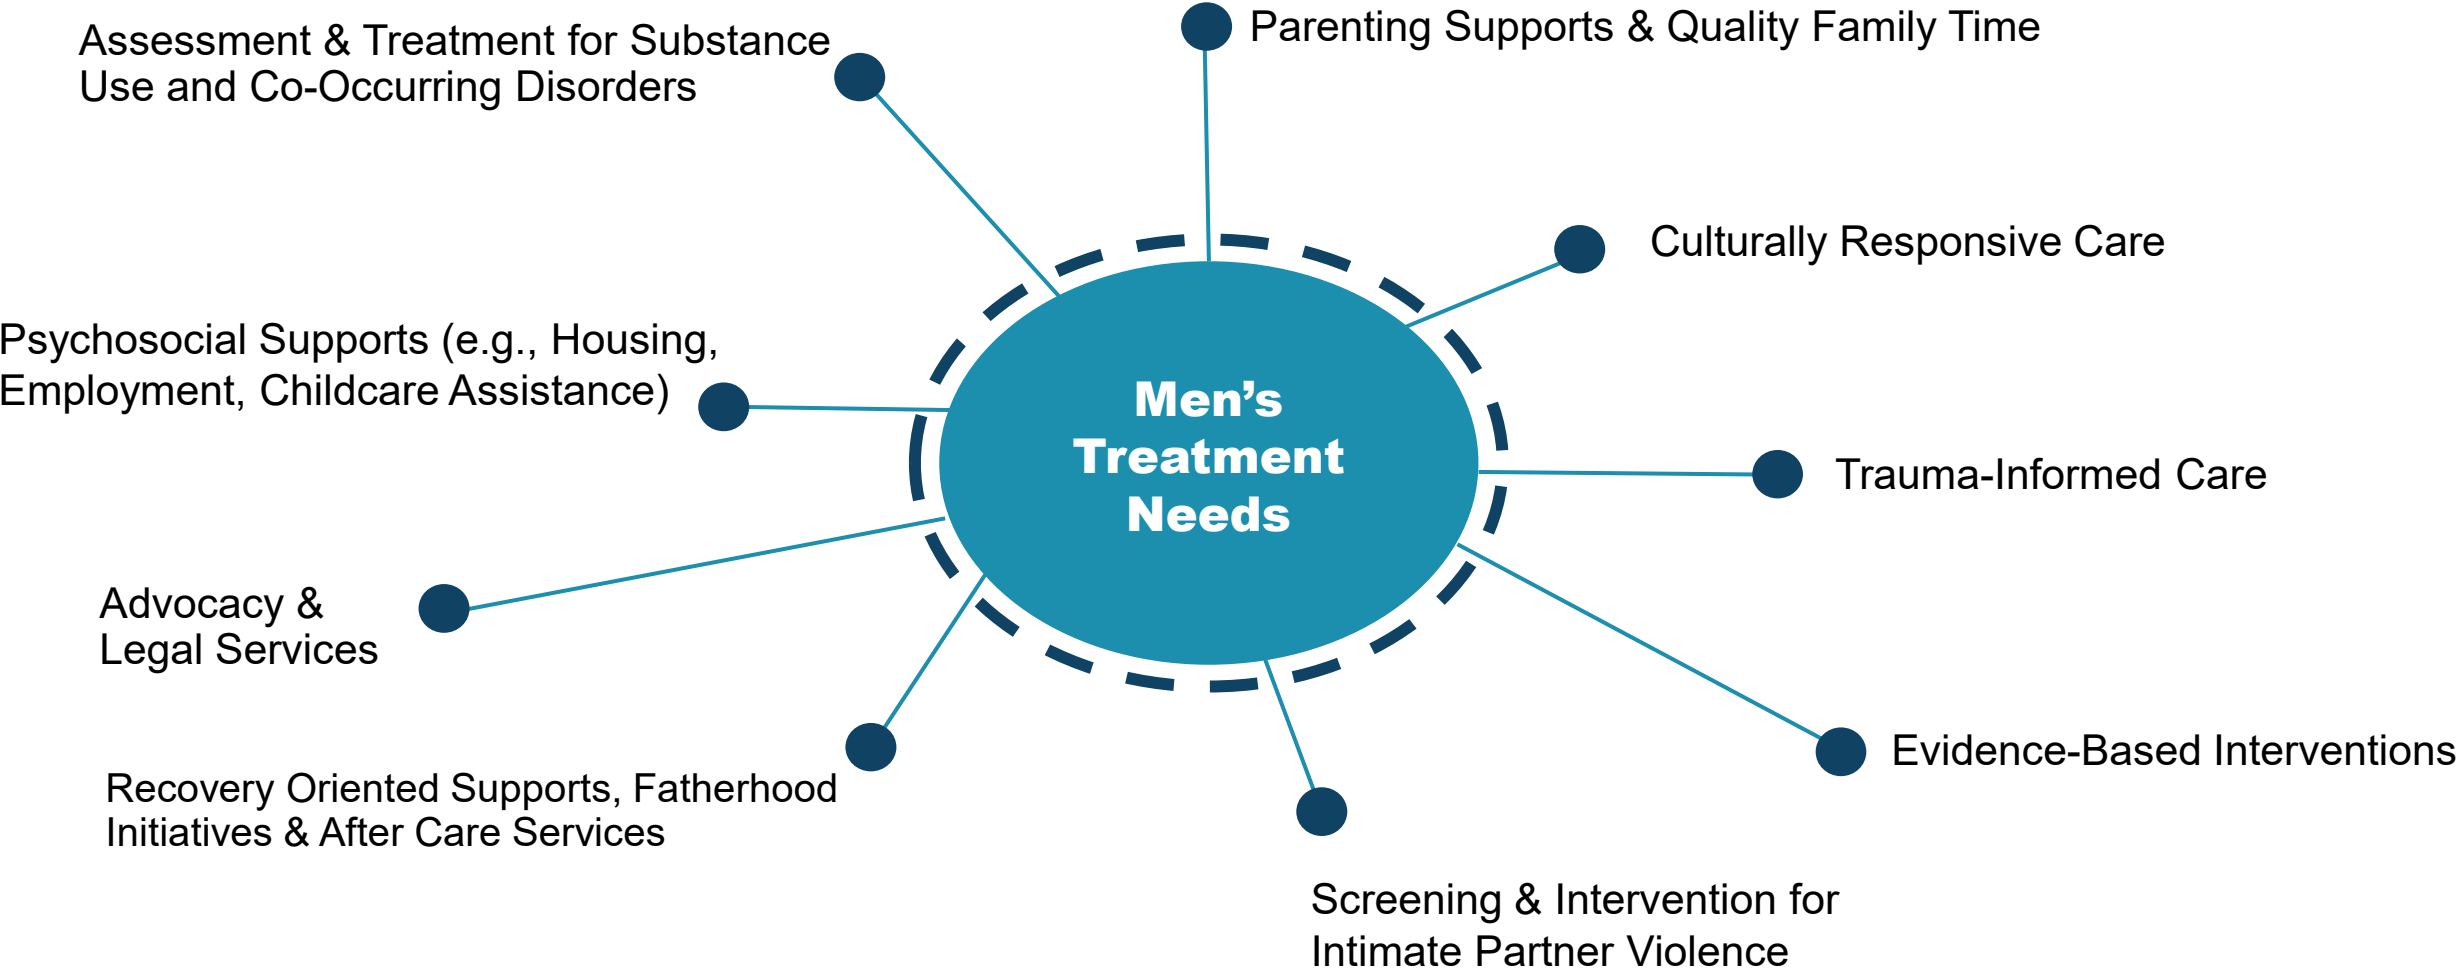 Assessment & Treatment for Substance
Use and Co-Occurring Disorders
Parenting Supports & Quality Family Time
Culturally Responsive Care
Psychosocial Supports (e.g., Housing,
Employment, Childcare Assistance)
Men’s
Treatment
Needs
Trauma-Informed Care
Advocacy &
Legal Services
Evidence-Based Interventions
Recovery Oriented Supports, Fatherhood
Initiatives & After Care Services
Screening & Intervention for
Intimate Partner Violence